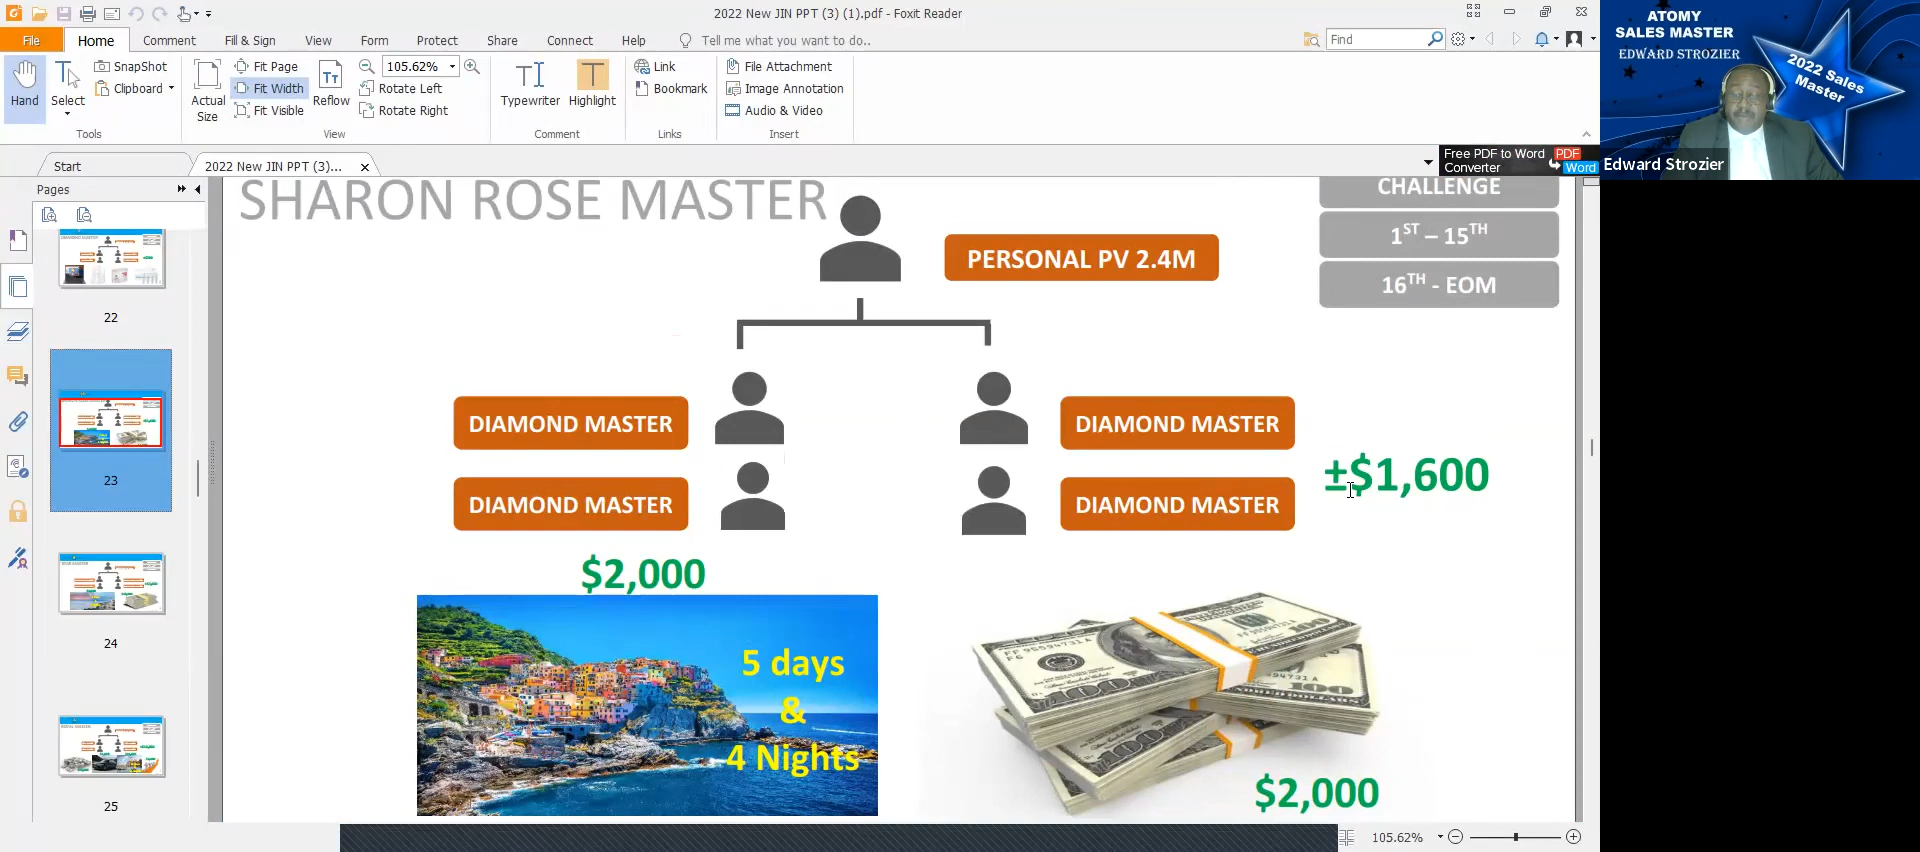 2022 New JIN PPT (3) (1).pdf - Foxit Reader
File Home Comment Fill & Sign View Form Protect Share Connect Help Tell me what you want to do.. Find
Hand
Select
SnapShot
Clipboard
Tools
Actual Size
Fit Page
Fit Width
Fit Visible
Reflow
105.62%
Rotate Left
Rotate Right
View
Typewriter
Highlight
Comment
Link
Bookmark
Links
File Attachment
Image Annotation
Audio & Video
Insert
Start
2022 New JIN PPT (3)...
Free PDF to Word
Converter
PDF
Word
Pages
22
23
24
25
SHARON ROSE MASTER
PERSONAL PV 2.4M
CHALLENGE
1ST – 15TH
16TH - EOM
DIAMOND MASTER
DIAMOND MASTER
DIAMOND MASTER
DIAMOND MASTER
±$1,600
$2,000
5 days
&
4 Nights
$2,000
105.62%
ATOMY
SALES MASTER
EDWARD STROZIER
2022 Sales
Master
Edward Strozier